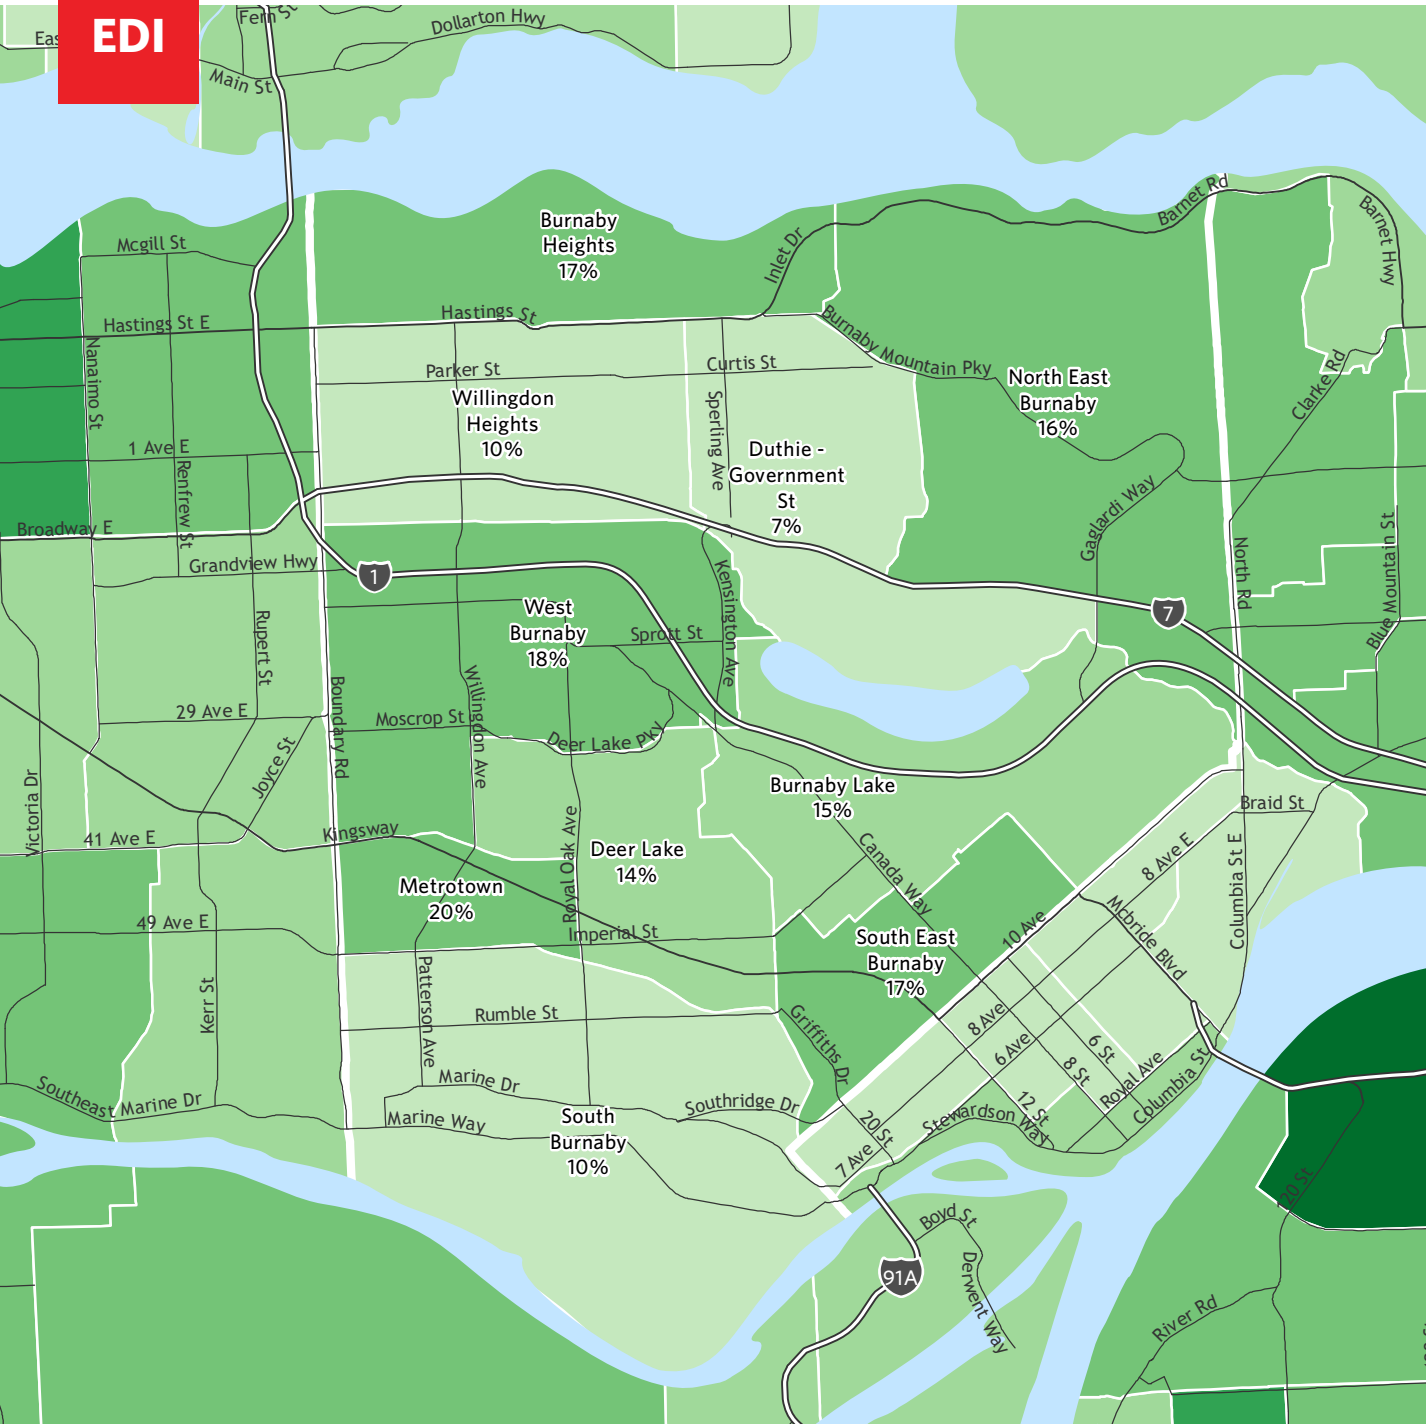 EDI
Fern St
Dollarton Hwy
Main St
Barnet Rd
Barnet Hwy
Mcgill St
Burnaby
Heights
17%
Inlet Dr
Hastings St E
Hastings St
Burnaby Mountain Pky
Nanaimo St
Parker St
Curtis St
Clarke Rd
Willingdon
Heights
10%
Sperling Ave
North East
Burnaby
16%
1 Ave E
Renfrew St
Duthie -
Government
St
7%
Gaglardi Way
Broadway E
Grandview Hwy
1
7
North Rd
Blue Mountain St
Rupert St
West
Burnaby
18%
Sprott St
Kensington Ave
29 Ave E
Boundary Rd
Moscrop St
Willingdon Ave
Deer Lake Pky
Joyce St
Victoria Dr
Burnaby Lake
15%
Braid St
41 Ave E
Kingsway
Royal Oak Ave
Deer Lake
14%
Canada Way
8 Ave E
Columbia St E
Metrotown
20%
49 Ave E
Imperial St
South East
Burnaby
17%
10 Ave
Mcbride Blvd
Kerr St
Patterson Ave
Rumble St
Griffiths Dr
8 Ave
6 Ave
6 St
8 St
Royal Ave
Columbia St
12 St
Southeast Marine Dr
Marine Dr
Marine Way
Southridge Dr
20 St
Stewardson Way
7 Ave
South
Burnaby
10%
Boyd St
Derwent Way
91A
120 St
River Rd